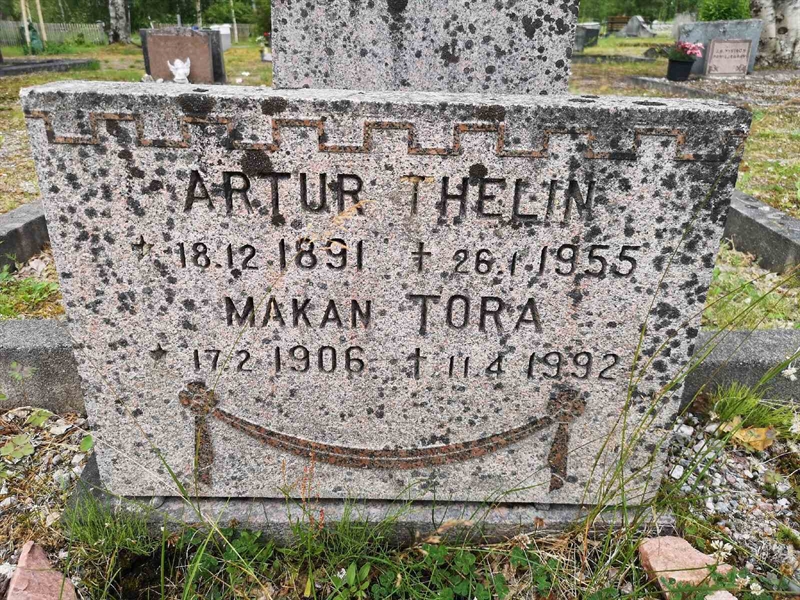 ARTUR THELIN
18.12 1891 † 26.1.1955
MAKAN TORA
17.2 1906 † 11.4 1992